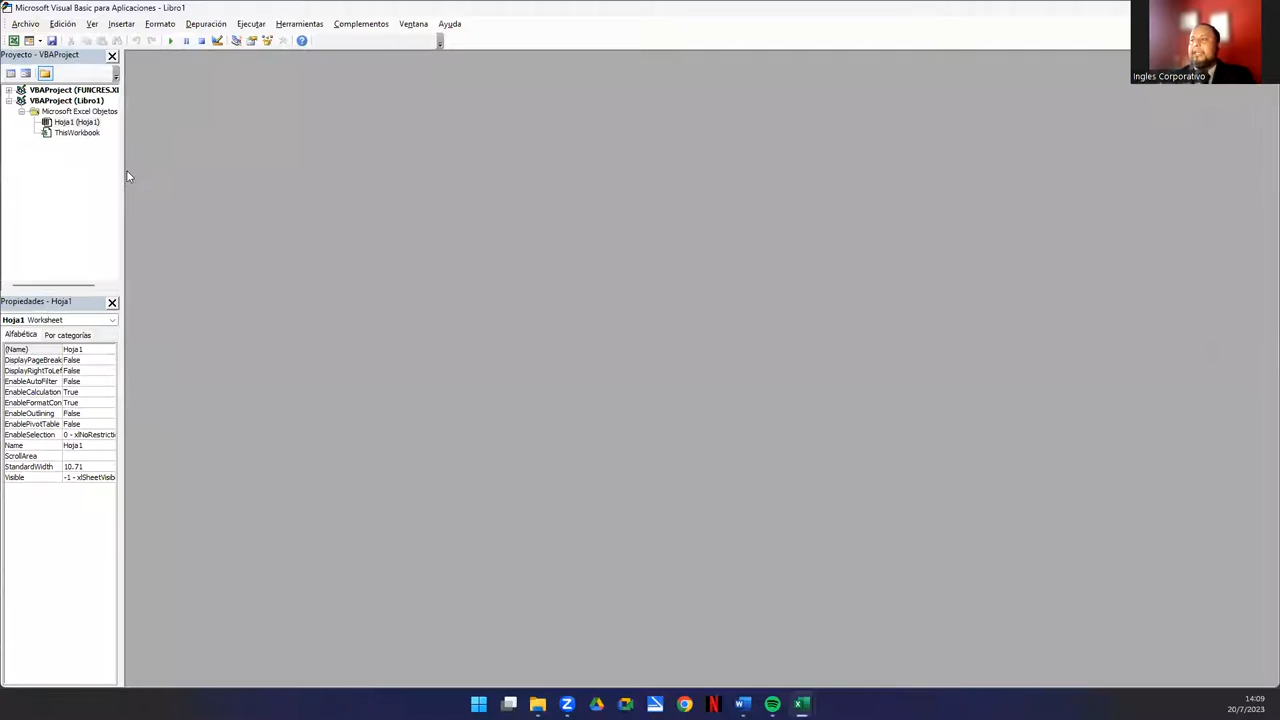 Microsoft Visual Basic para Aplicaciones - Libro1
Archivo Edición Ver Insertar Formato Depuración Ejecutar Herramientas Complementos Ventana Ayuda
Ingles Corporativo
Proyecto - VBAProject
VBAProject (FUNCRES.XL
VBAProject (Libro1)
Microsoft Excel Objetos
Hoja1 (Hoja1)
ThisWorkbook
Propiedades - Hoja1
Hoja1 Worksheet
Alfabética Por categorías
(Name) Hoja1
DisplayPageBreak False
DisplayRightToLef False
EnableAutoFilter False
EnableCalculation True
EnableFormatCon True
EnableOutlining False
EnablePivotTable False
EnableSelection 0 - xlNoRestricti
Name Hoja1
ScrollArea
StandardWidth 10.71
Visible -1 - xlSheetVisib
14:09
20/7/2023